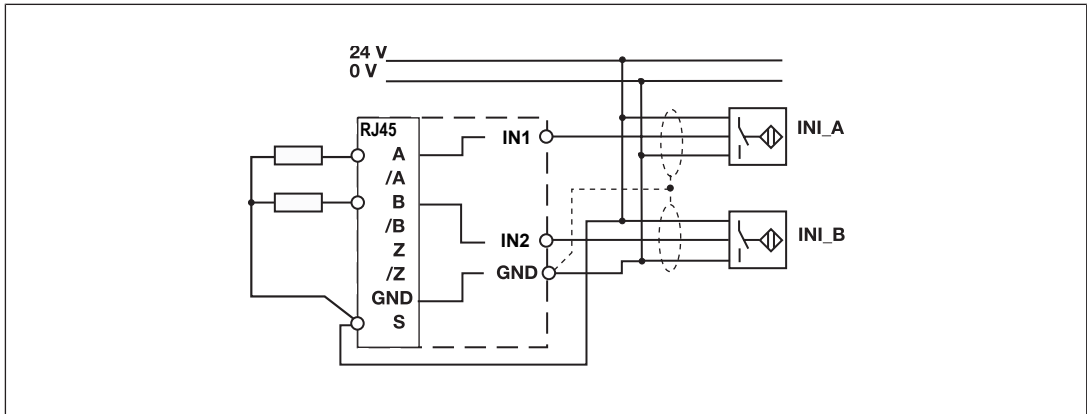 24 V
0 V
RJ45
A
/A
B
/B
Z
/Z
GND
S
IN1
IN2
GND
INI_A
INI_B